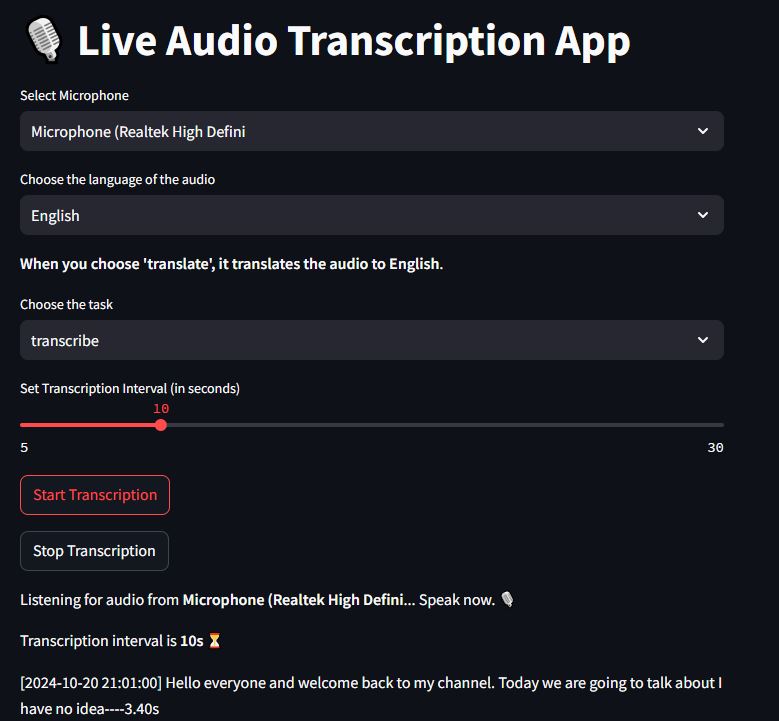 Live Audio Transcription App
Select Microphone
Microphone (Realtek High Defini
Choose the language of the audio
English
When you choose 'translate', it translates the audio to English.
Choose the task
transcribe
Set Transcription Interval (in seconds)
10
5 30
Start Transcription
Stop Transcription
Listening for audio from Microphone (Realtek High Defini... Speak now. 🎙️
Transcription interval is 10s ⏳
[2024-10-20 21:01:00] Hello everyone and welcome back to my channel. Today we are going to talk about I
have no idea----3.40s